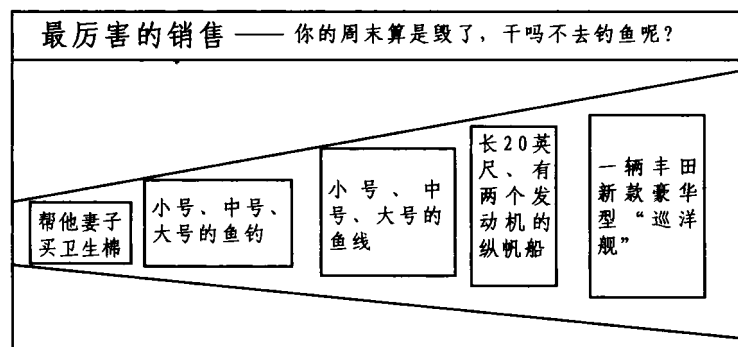 最厉害的销售——你的周末算是毁了，干吗不去钓鱼呢？
帮他妻子
买卫生棉
小号、中号、
大号的鱼钓
小号、中
号、大号的
鱼线
长20英
尺、有
两个发
动机的
纵帆船
一辆丰田
新款豪华
型“巡洋
舰”